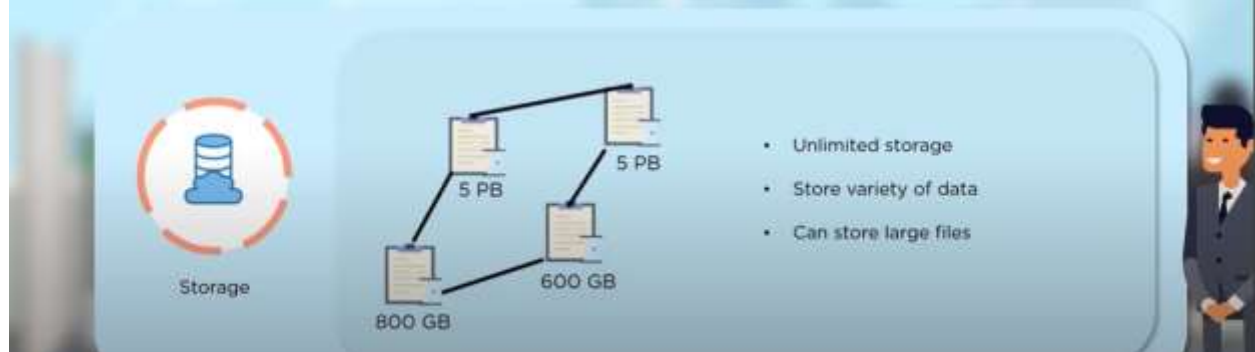 Storage
5 PB
5 PB
600 GB
800 GB
• Unlimited storage
• Store variety of data
• Can store large files